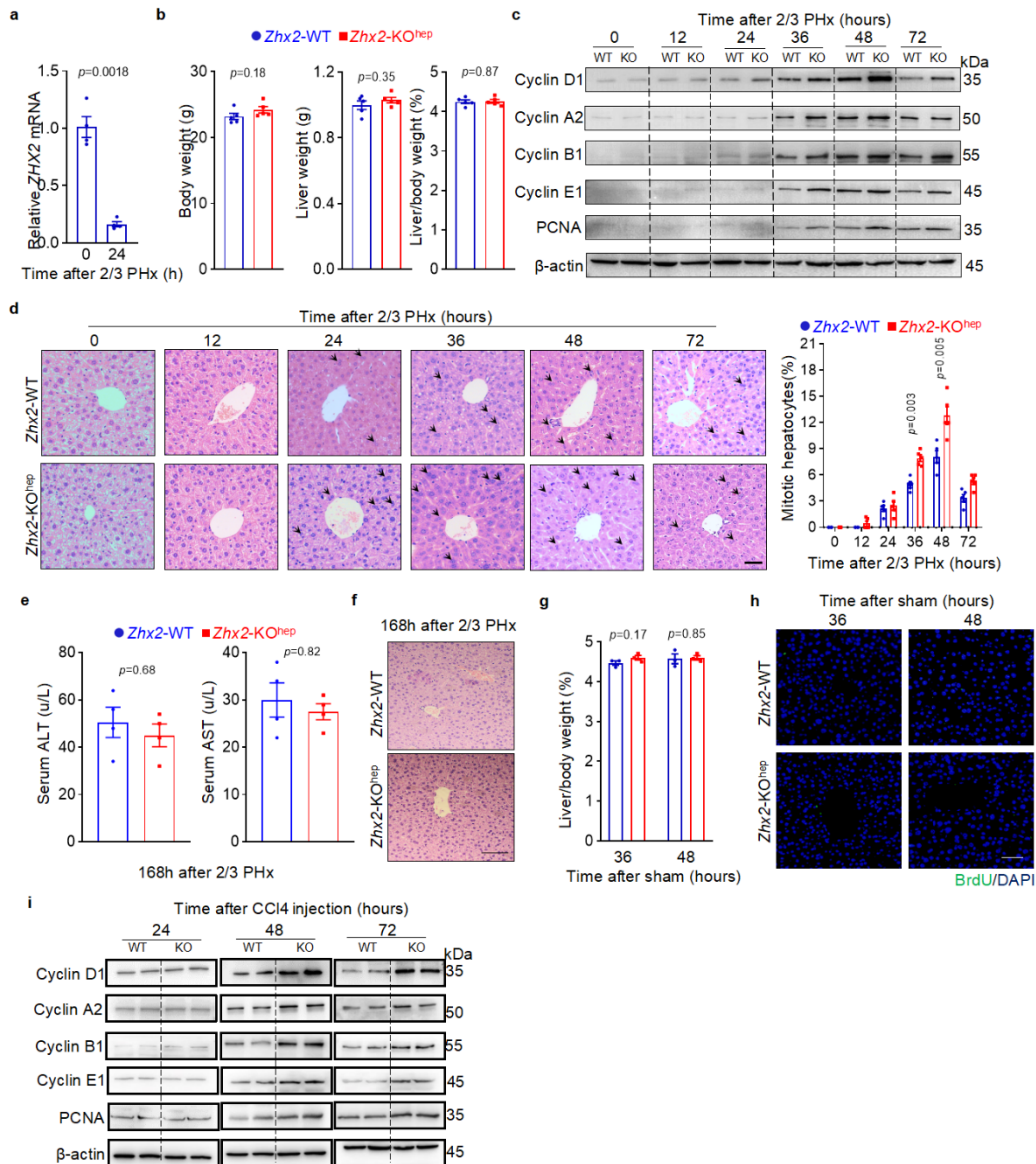 a
p=0.0018
Relative ZHX2 mRNA
1.5
1.0
0.5
0.0
0 24
Time after 2/3 PHx (h)
b
Zhx2-WT Zhx2-KOhep
p=0.18
Body weight (g)
30
20
10
0
p=0.35
Liver weight (g)
1.2
0.9
0.6
0.3
0.0
p=0.87
Liver/body weight (%)
5
4
3
2
1
0
c
Time after 2/3 PHx (hours)
0 12 24 36 48 72
WT KO WT KO WT KO WT KO WT KO WT KO kDa
Cyclin D1 35
Cyclin A2 50
Cyclin B1 55
Cyclin E1 45
PCNA 35
β-actin 45
d
Time after 2/3 PHx (hours)
0 12 24 36 48 72
Zhx2-WT
Zhx2-KOhep
Zhx2-WT Zhx2-KOhep
p=0.003
p=0.005
Mitotic hepatocytes(%)
15
12
9
6
3
0
0 12 24 36 48 72
Time after 2/3 PHx (hours)
e
Zhx2-WT Zhx2-KOhep
p=0.68
Serum ALT (u/L)
80
60
40
20
0
p=0.82
Serum AST (u/L)
40
30
20
10
0
168h after 2/3 PHx
f
168h after 2/3 PHx
Zhx2-WT
Zhx2-KOhep
g
p=0.17 p=0.85
Liver/body weight (%)
5
4
3
2
1
0
36 48
Time after sham (hours)
h
Time after sham (hours)
36 48
Zhx2-WT
Zhx2-KOhep
BrdU/DAPI
i
Time after CCl4 injection (hours)
24 48 72
WT KO WT KO WT KO kDa
Cyclin D1 35
Cyclin A2 50
Cyclin B1 55
Cyclin E1 45
PCNA 35
β-actin 45